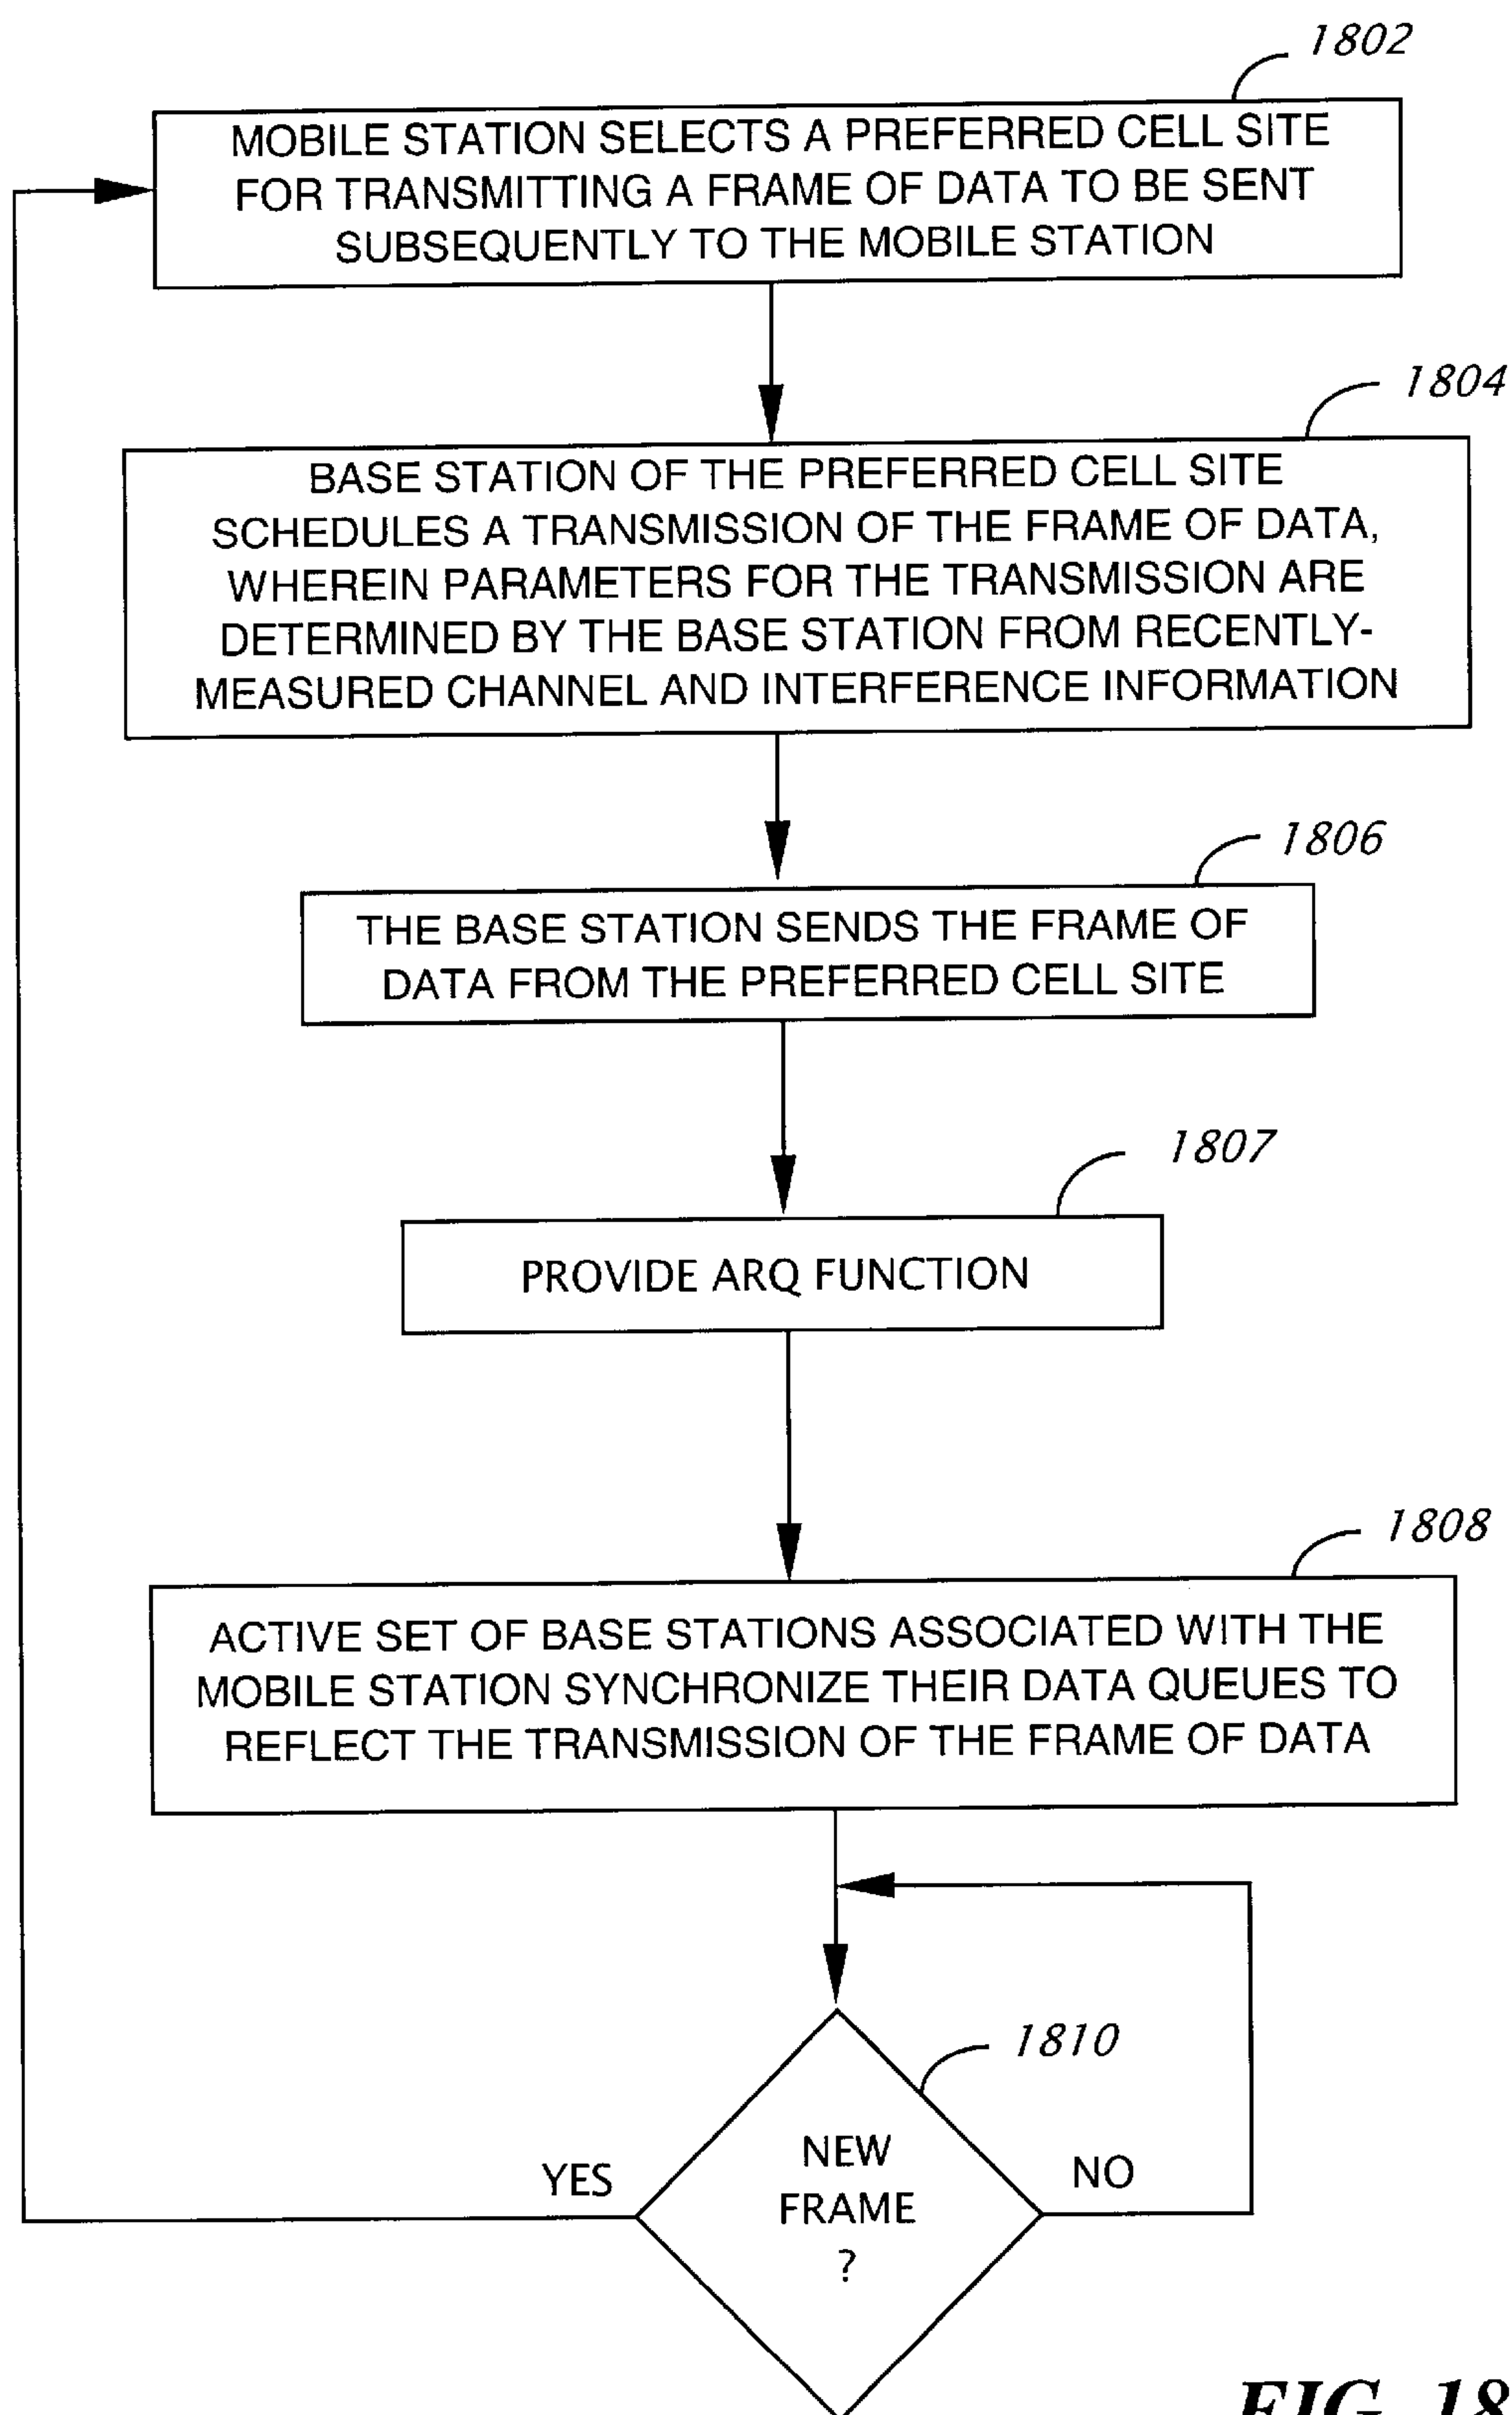 1802
MOBILE STATION SELECTS A PREFERRED CELL SITE
FOR TRANSMITTING A FRAME OF DATA TO BE SENT
SUBSEQUENTLY TO THE MOBILE STATION
1804
BASE STATION OF THE PREFERRED CELL SITE
SCHEDULES A TRANSMISSION OF THE FRAME OF DATA,
WHEREIN PARAMETERS FOR THE TRANSMISSION ARE
DETERMINED BY THE BASE STATION FROM RECENTLY-
MEASURED CHANNEL AND INTERFERENCE INFORMATION
1806
THE BASE STATION SENDS THE FRAME OF
DATA FROM THE PREFERRED CELL SITE
1807
PROVIDE ARQ FUNCTION
1808
ACTIVE SET OF BASE STATIONS ASSOCIATED WITH THE
MOBILE STATION SYNCHRONIZE THEIR DATA QUEUES TO
REFLECT THE TRANSMISSION OF THE FRAME OF DATA
1810
NEW
FRAME
?
YES
NO
FIG. 18